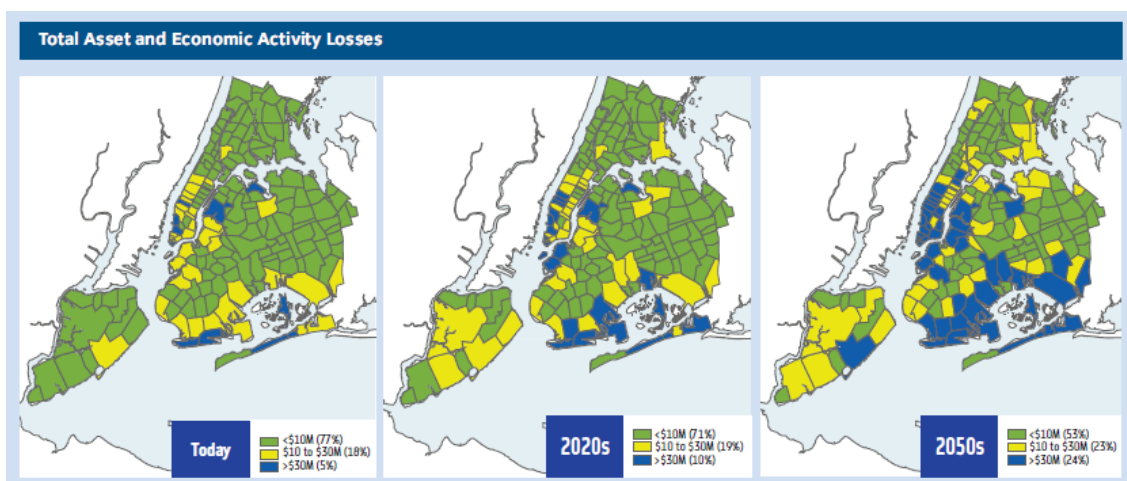 Total Asset and Economic Activity Losses
Today
<$10M (77%)
$10 to $30M (18%)
>$30M (5%)
2020s
<$10M (71%)
$10 to $30M (19%)
>$30M (10%)
2050s
<$10M (53%)
$10 to $30M (23%)
>$30M (24%)